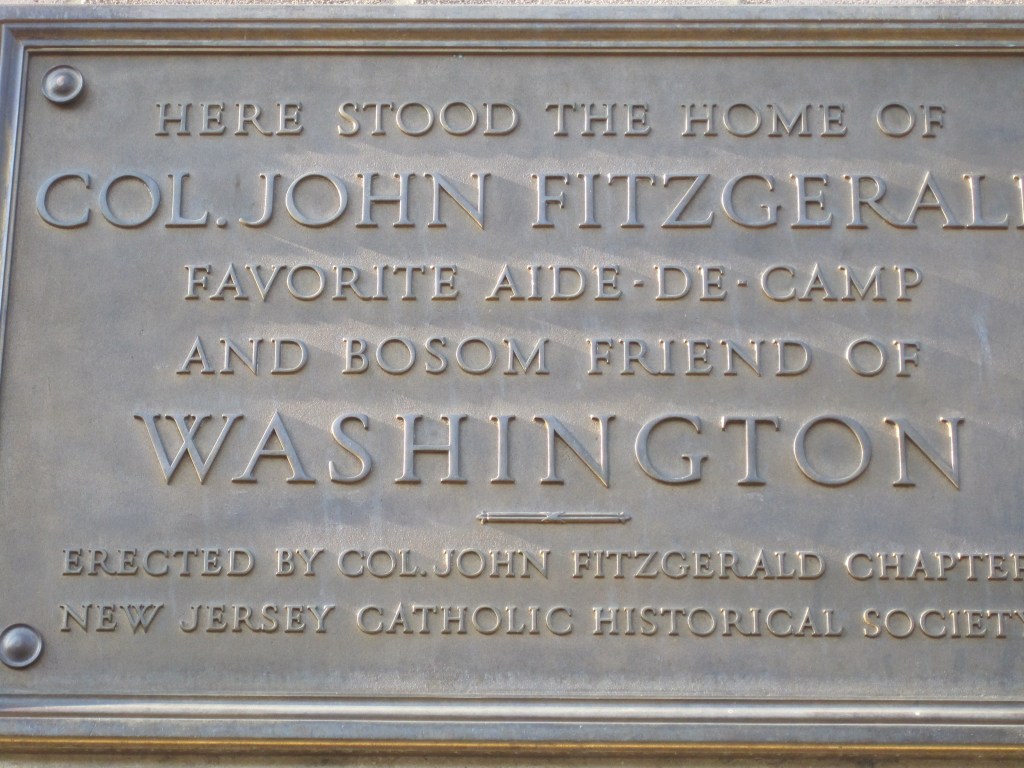 HERE STOOD THE HOME OF
COL. JOHN FITZGERALD
FAVORITE AIDE-DE-CAMP
AND BOSOM FRIEND OF
WASHINGTON
ERECTED BY COL. JOHN FITZGERALD CHAPTER
NEW JERSEY CATHOLIC HISTORICAL SOCIETY